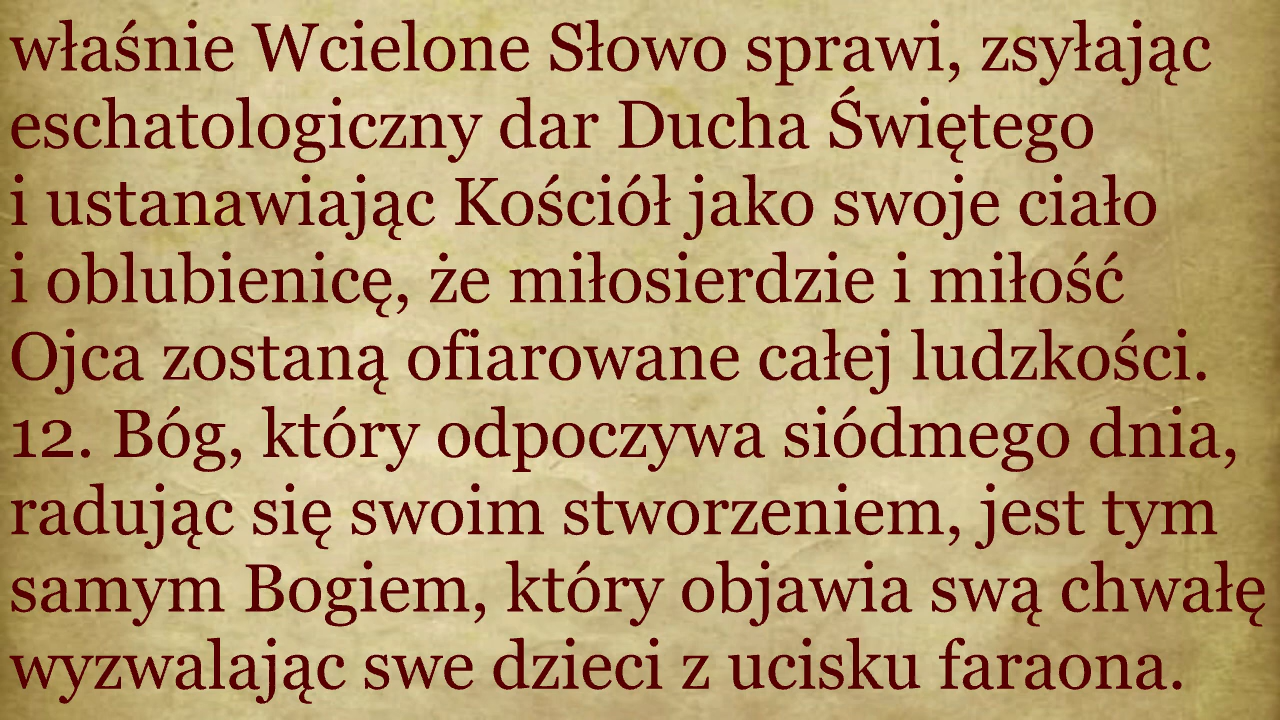 właśnie Wcielone Słowo sprawi, zsyłając
eschatologiczny dar Ducha Świętego
i ustanawiając Kościół jako swoje ciało
i oblubienicę, że miłosierdzie i miłość
Ojca zostaną ofiarowane całej ludzkości.
12. Bóg, który odpoczywa siódmego dnia,
radując się swoim stworzeniem, jest tym
samym Bogiem, który objawia swą chwałę
wyzwalając swe dzieci z ucisku faraona.